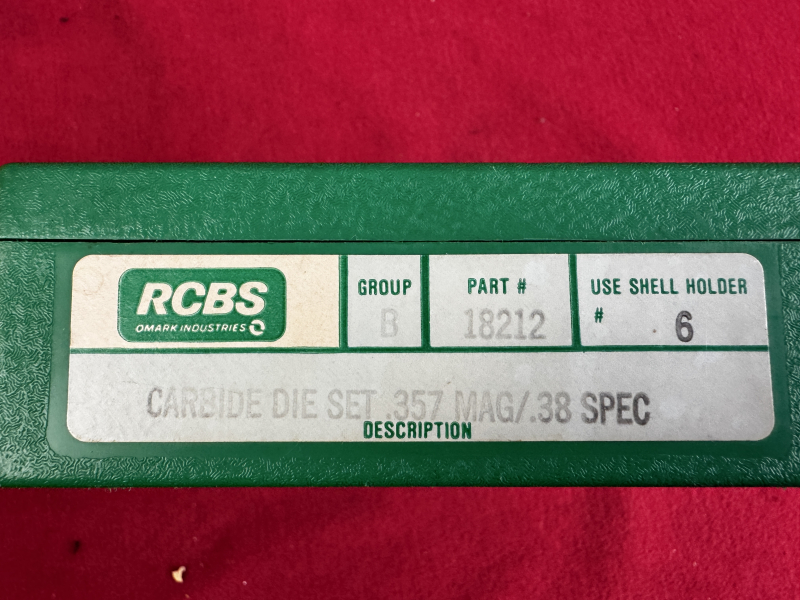 RCBS
OMARK INDUSTRIES
GROUP
B
PART #
18212
USE SHELL HOLDER
# 6
CARBIDE DIE SET .357 MAG/.38 SPEC
DESCRIPTION